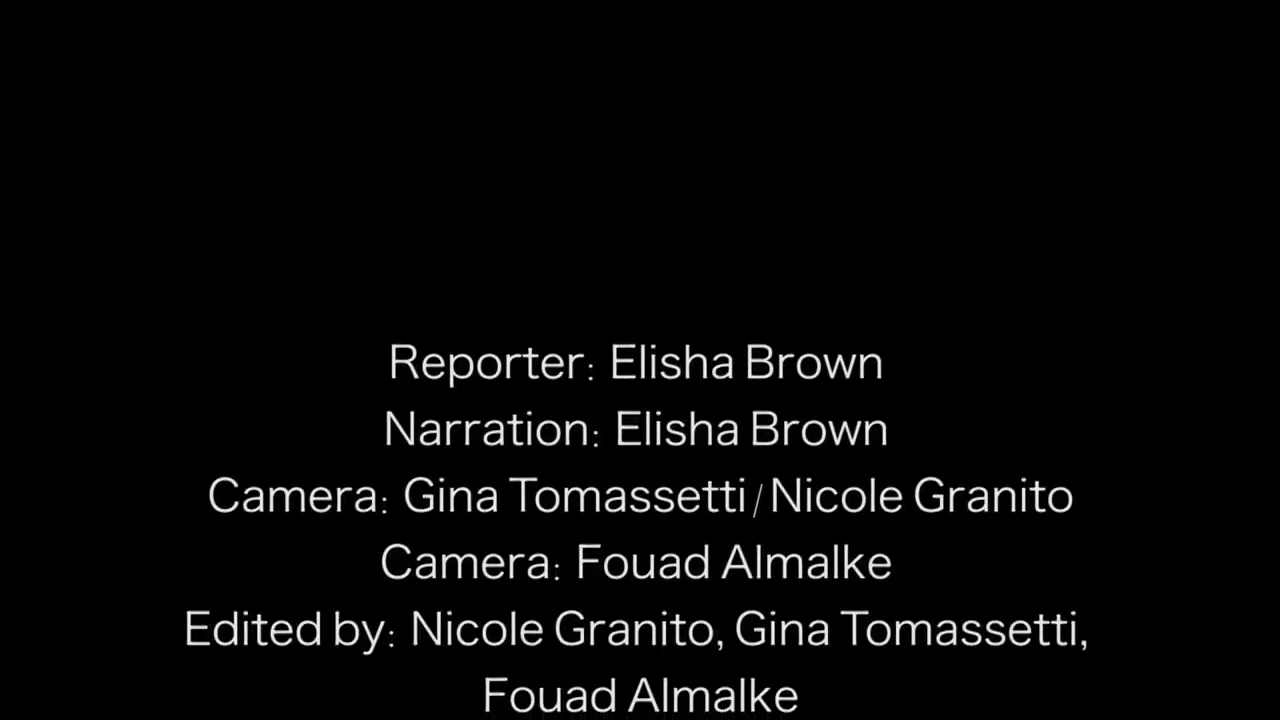 Reporter: Elisha Brown
Narration: Elisha Brown
Camera: Gina Tomassetti/Nicole Granito
Camera: Fouad Almalke
Edited by: Nicole Granito, Gina Tomassetti,
Fouad Almalke